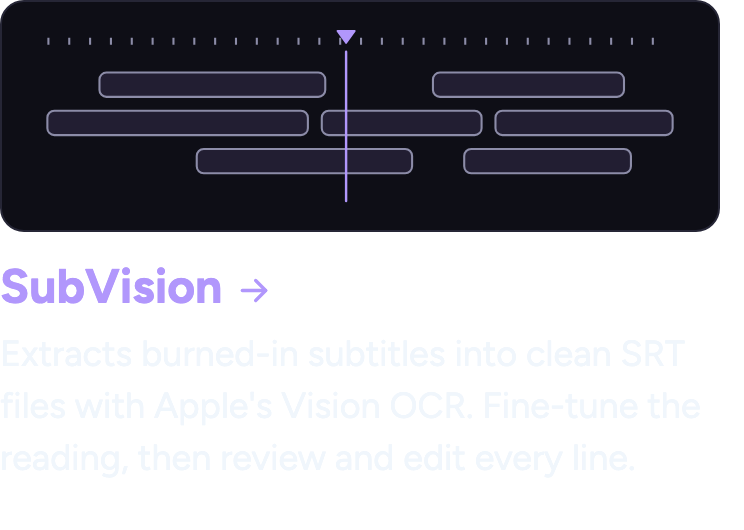 SubVision →
Extracts burned-in subtitles into clean SRT
files with Apple's Vision OCR. Fine-tune the
reading, then review and edit every line.